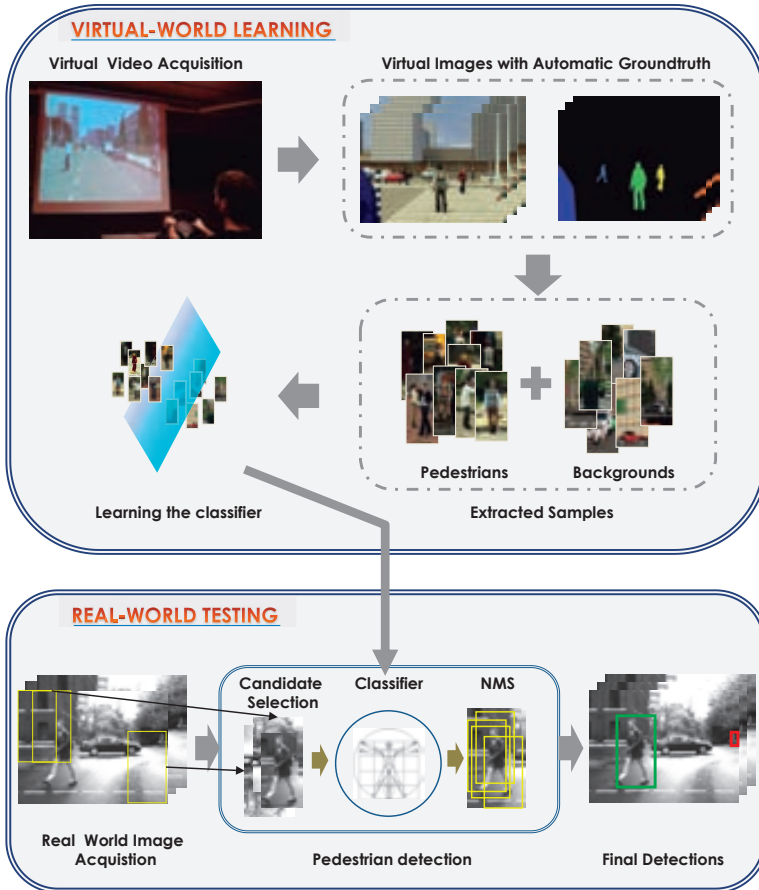 VIRTUAL-WORLD LEARNING
Virtual Video Acquisition
Virtual Images with Automatic Groundtruth
Pedestrians
Backgrounds
Learning the classifier
Extracted Samples
REAL-WORLD TESTING
Candidate
Selection
Classifier
NMS
Real World Image
Acquistion
Pedestrian detection
Final Detections